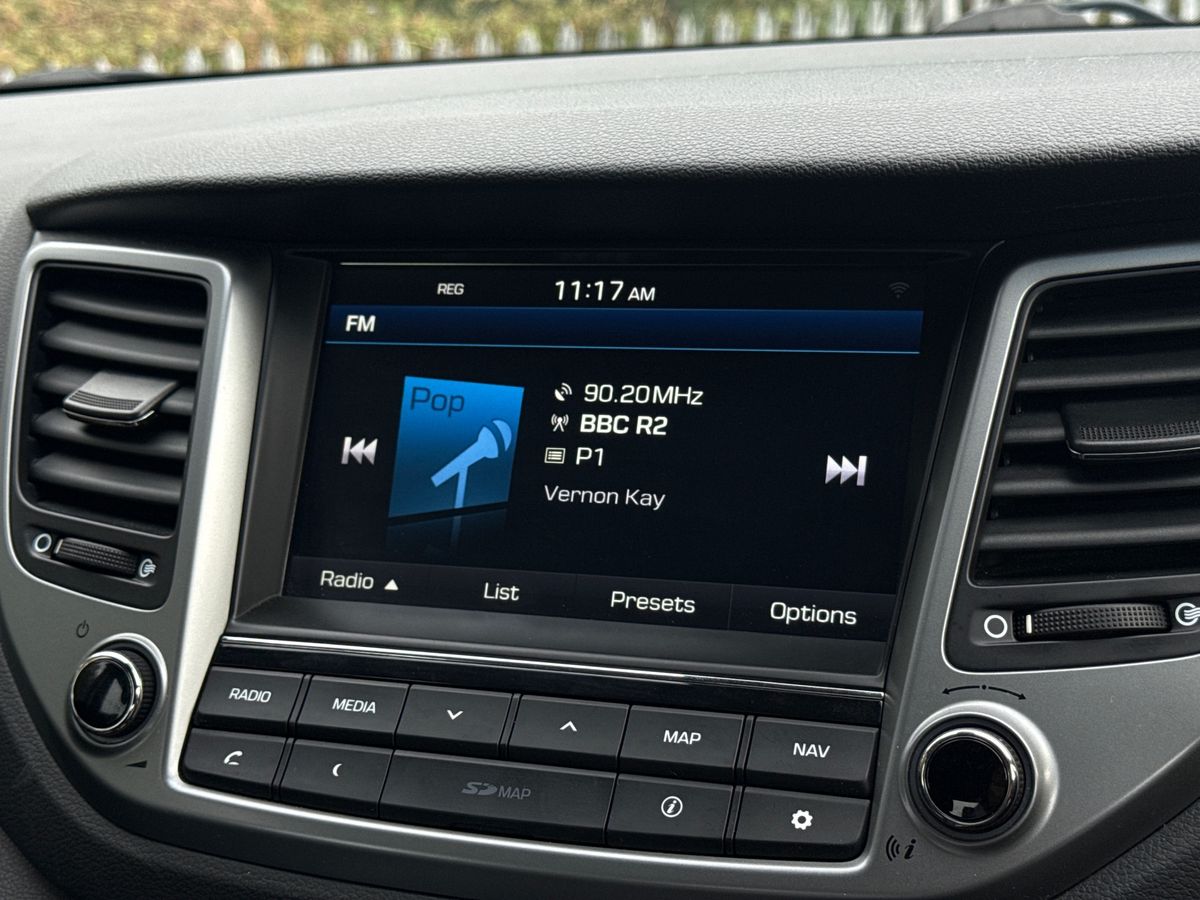 REG 11:17 AM
FM
Pop
90.20MHz
BBC R2
P1
Vernon Kay
Radio ▲ List Presets Options
RADIO MEDIA MAP NAV
SD MAP